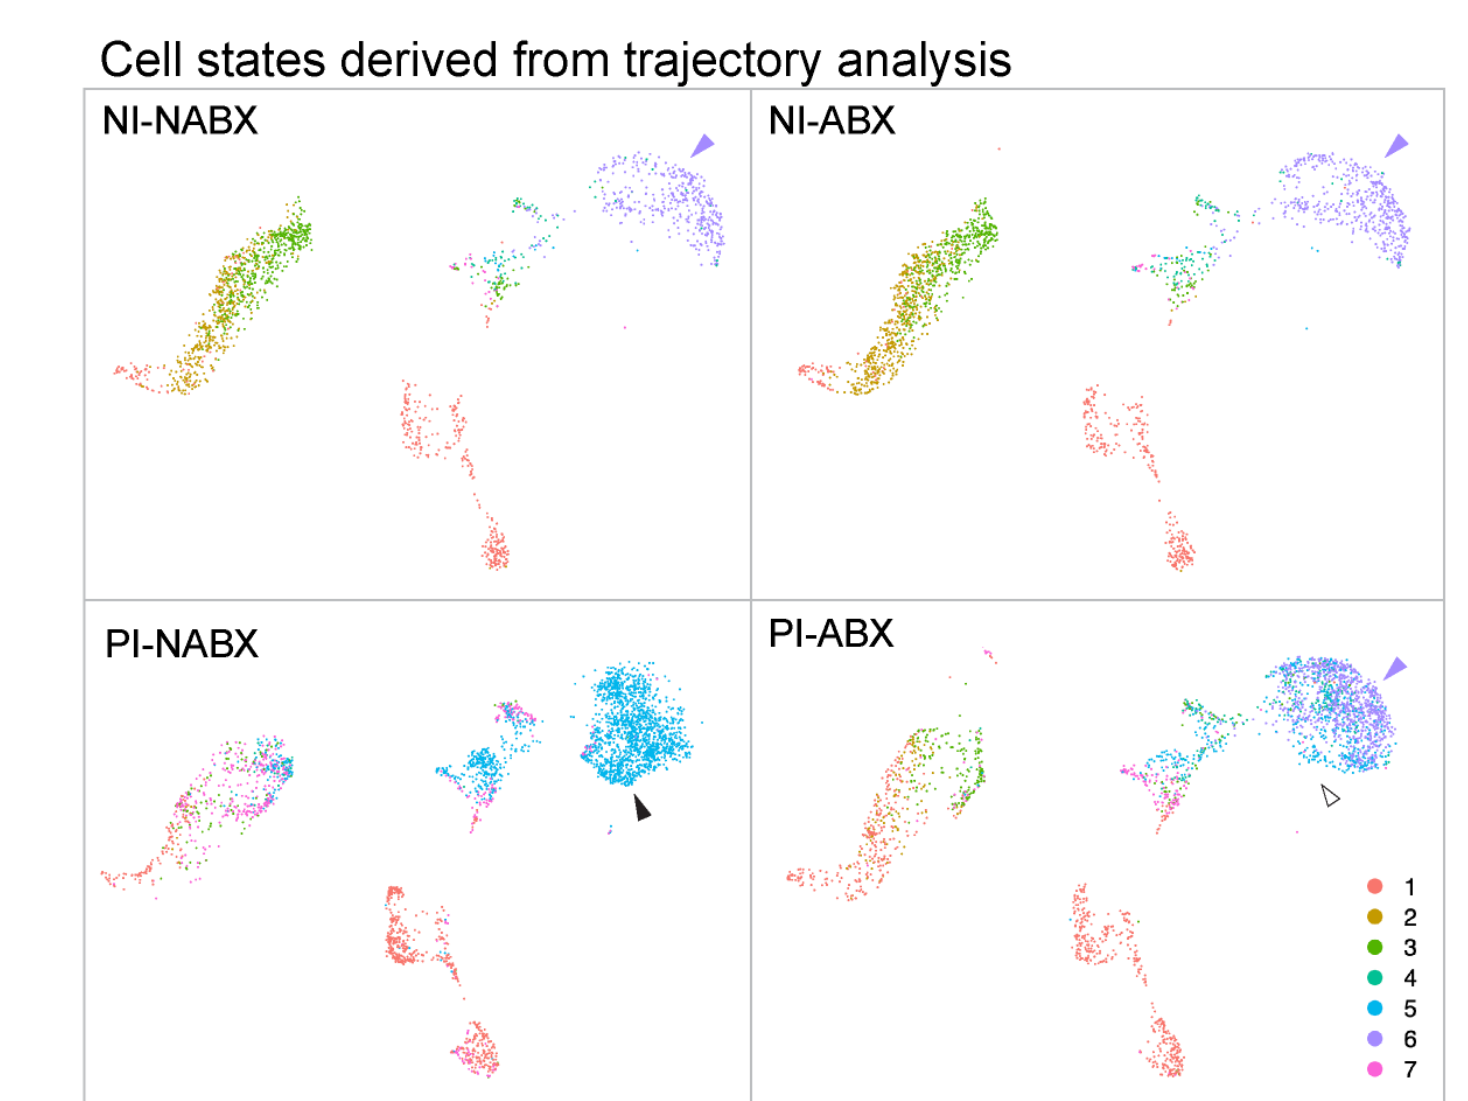 Cell states derived from trajectory analysis
NI-NABX
NI-ABX
PI-NABX
PI-ABX
1
2
3
4
5
6
7